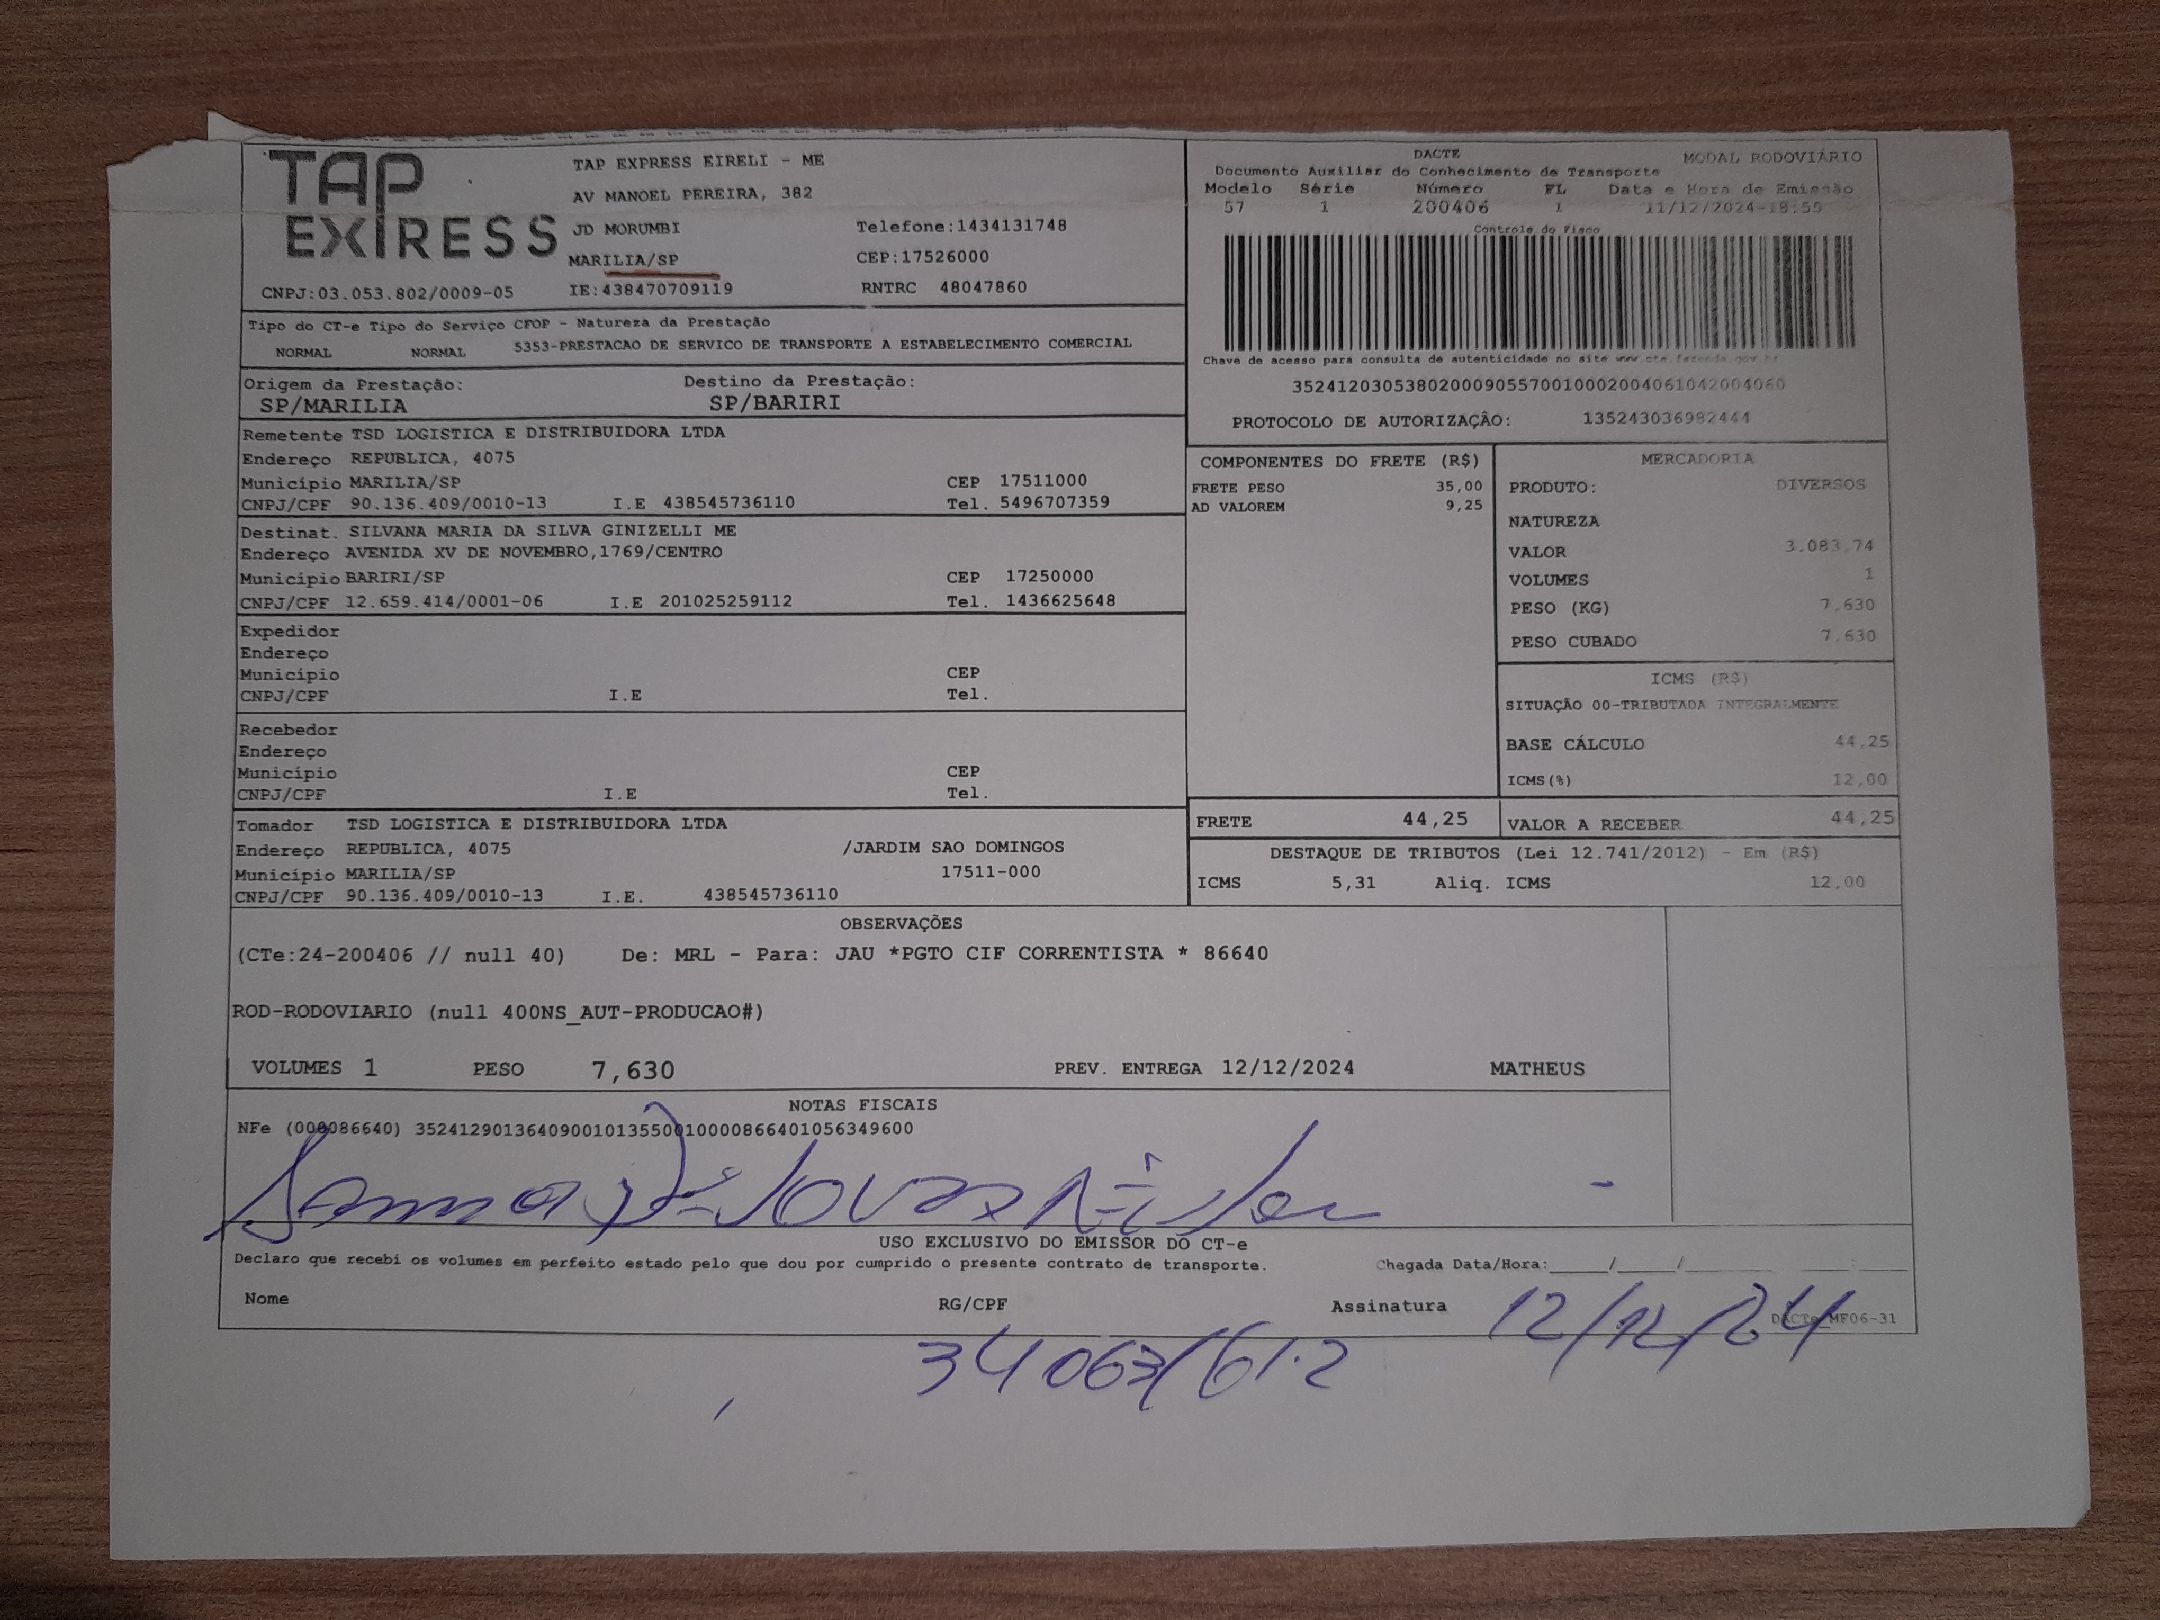 TAP EXPRESS
TAP EXPRESS EIRELI - ME
AV MANOEL PEREIRA, 382
JD MORUMBI Telefone:1434131748
MARILIA/SP CEP:17526000
CNPJ:03.053.802/0009-05 IE:438470709119 RNTRC 48047860
DACTE MODAL RODOVIÁRIO
Documento Auxiliar do Conhecimento de Transporte
Modelo Série Número FL Data e Hora de Emissão
57 1 200406 1 11/12/2024-18:55
Controle do Fisco
Chave de acesso para consulta de autenticidade no site www.cte.fazenda.gov.br
35241203053802000905570010002004061042004060
PROTOCOLO DE AUTORIZAÇÃO: 135243036982444
Tipo do CT-e Tipo do Serviço CFOP - Natureza da Prestação
NORMAL NORMAL 5353-PRESTACAO DE SERVICO DE TRANSPORTE A ESTABELECIMENTO COMERCIAL
Origem da Prestação: Destino da Prestação:
SP/MARILIA SP/BARIRI
Remetente TSD LOGISTICA E DISTRIBUIDORA LTDA
Endereço REPUBLICA, 4075
Município MARILIA/SP CEP 17511000
CNPJ/CPF 90.136.409/0010-13 I.E 438545736110 Tel. 5496707359
Destinat. SILVANA MARIA DA SILVA GINIZELLI ME
Endereço AVENIDA XV DE NOVEMBRO,1769/CENTRO
Município BARIRI/SP CEP 17250000
CNPJ/CPF 12.659.414/0001-06 I.E 201025259112 Tel. 1436625648
Expedidor
Endereço
Município CEP
CNPJ/CPF I.E Tel.
Recebedor
Endereço
Município CEP
CNPJ/CPF I.E Tel.
Tomador TSD LOGISTICA E DISTRIBUIDORA LTDA
Endereço REPUBLICA, 4075 /JARDIM SAO DOMINGOS
Município MARILIA/SP 17511-000
CNPJ/CPF 90.136.409/0010-13 I.E. 438545736110
COMPONENTES DO FRETE (R$)
FRETE PESO 35,00
AD VALOREM 9,25
MERCADORIA
PRODUTO: DIVERSOS
NATUREZA
VALOR 3.083,74
VOLUMES 1
PESO (KG) 7,630
PESO CUBADO 7,630
ICMS (R$)
SITUAÇÃO 00-TRIBUTADA INTEGRALMENTE
BASE CÁLCULO 44,25
ICMS(%) 12,00
FRETE 44,25 VALOR A RECEBER 44,25
DESTAQUE DE TRIBUTOS (Lei 12.741/2012) - Em (R$)
ICMS 5,31 Aliq. ICMS 12,00
OBSERVAÇÕES
(CTe:24-200406 // null 40) De: MRL - Para: JAU *PGTO CIF CORRENTISTA * 86640
ROD-RODOVIARIO (null 400NS_AUT-PRODUCAO#)
VOLUMES 1 PESO 7,630 PREV. ENTREGA 12/12/2024 MATHEUS
NOTAS FISCAIS
NFe (000086640) 35241290136409001013550010000866401056349600
USO EXCLUSIVO DO EMISSOR DO CT-e
Declaro que recebi os volumes em perfeito estado pelo que dou por cumprido o presente contrato de transporte. Chegada Data/Hora:____/____/______ ____:____
Nome RG/CPF Assinatura 12/12/24
DACTe_MF06-31